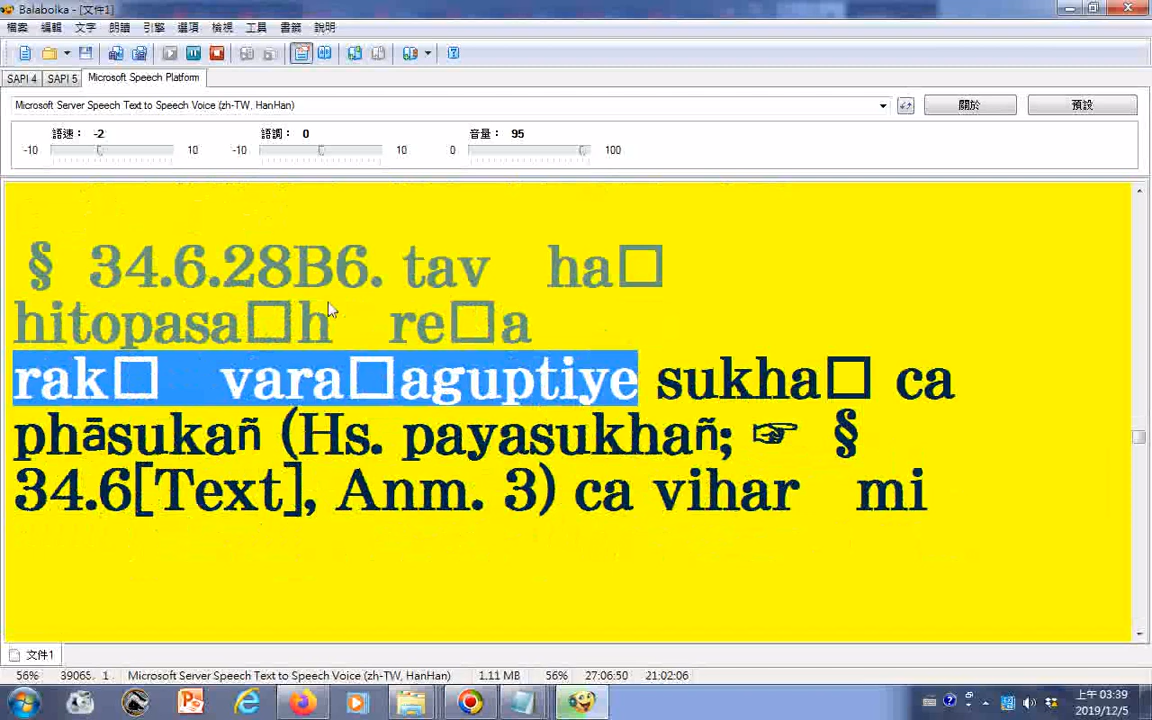 Balabolka - [文件1]
檔案 編輯 文字 朗讀 引擎 選項 檢視 工具 書籤 說明
SAPI 4 SAPI 5 Microsoft Speech Platform
Microsoft Server Speech Text to Speech Voice (zh-TW, HanHan) 關於 預設
語速： -2 語調： 0 音量： 95
-10 10 -10 10 0 100
§ 34.6.28B6. tav ha□
hitopasa□h re□a
rak□ vara□aguptiye sukha□ ca
phāsukañ (Hs. payasukhañ; ☞ §
34.6[Text], Anm. 3) ca vihar mi
文件1
56% 39065. 1 Microsoft Server Speech Text to Speech Voice (zh-TW, HanHan) 1.11 MB 56% 27:06:50 21:02:06
上午 03:39
2019/12/5